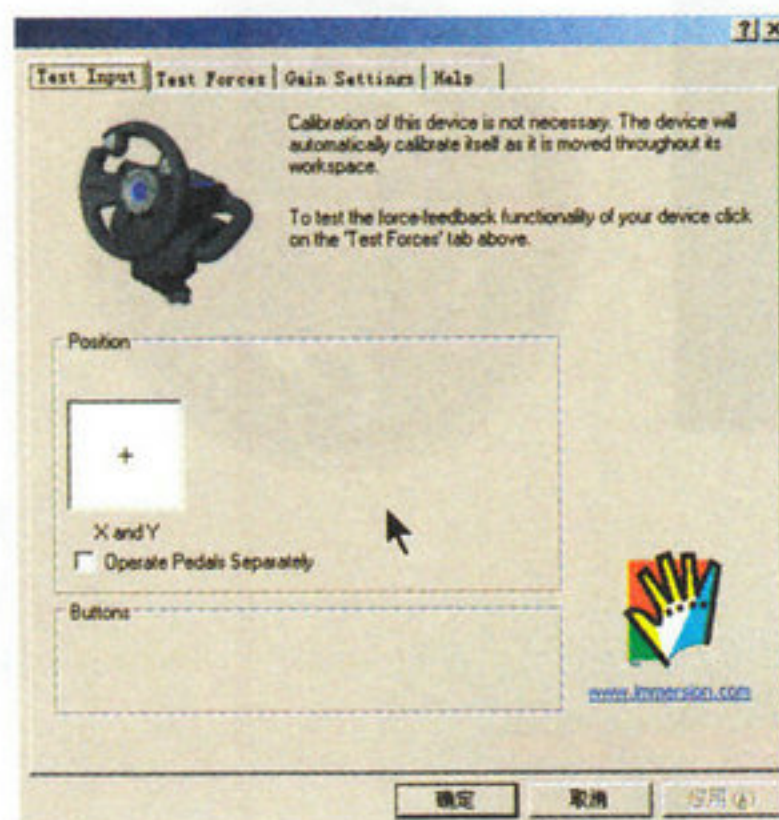 Test Input Test Forces Gain Settings Help
Calibration of this device is not necessary. The device will
automatically calibrate itself as it is moved throughout its
workspace.
To test the force-feedback functionality of your device click
on the 'Test Forces' tab above.
Position
X and Y
Operate Pedals Separately
Buttons
www.immersion.com
确定 取消 应用(A)